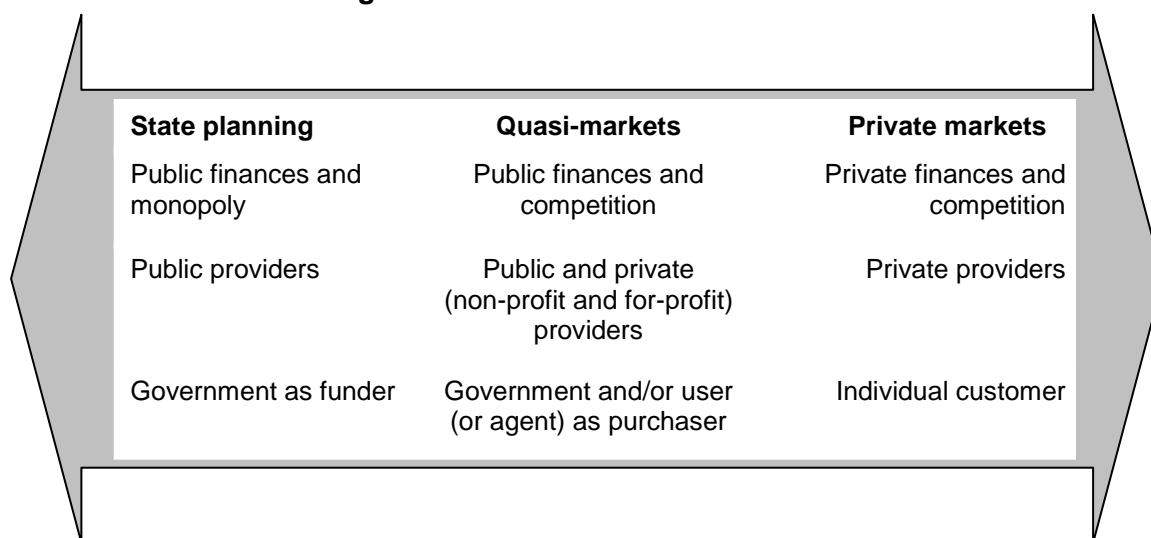 State planning Quasi-markets Private markets
Public finances and
monopoly
Public finances and
competition
Private finances and
competition
Public providers
Public and private
(non-profit and for-profit)
providers
Private providers
Government as funder
Government and/or user
(or agent) as purchaser
Individual customer